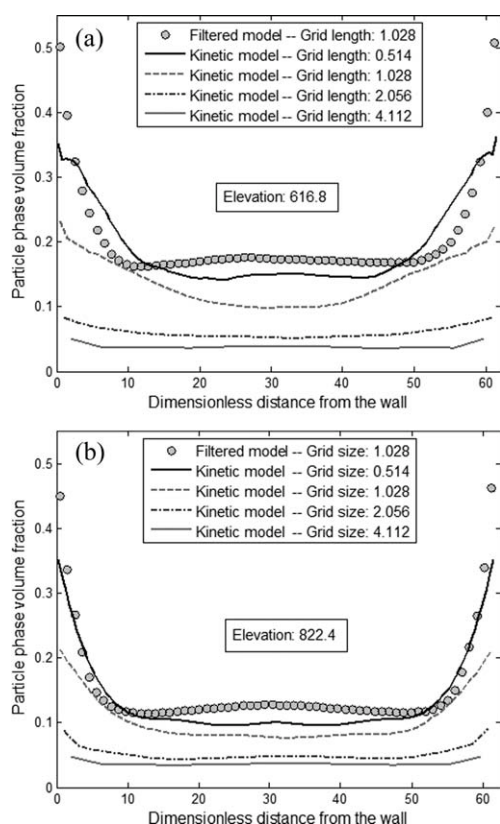 (a)
Filtered model -- Grid length: 1.028
Kinetic model -- Grid length: 0.514
Kinetic model -- Grid length: 1.028
Kinetic model -- Grid length: 2.056
Kinetic model -- Grid length: 4.112
Elevation: 616.8
Particle phase volume fraction
0.5
0.4
0.3
0.2
0.1
0
0 10 20 30 40 50 60
Dimensionless distance from the wall
(b)
Filtered model -- Grid size: 1.028
Kinetic model -- Grid size: 0.514
Kinetic model -- Grid size: 1.028
Kinetic model -- Grid size: 2.056
Kinetic model -- Grid size: 4.112
Elevation: 822.4
Particle phase volume fraction
0.5
0.4
0.3
0.2
0.1
0
0 10 20 30 40 50 60
Dimensionless distance from the wall